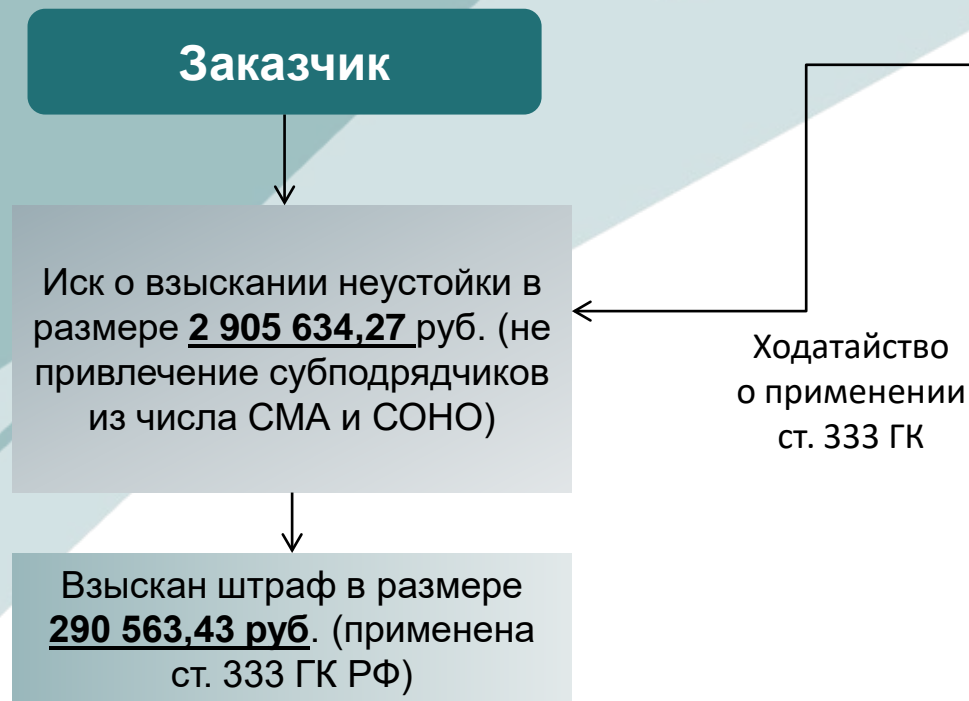 Заказчик
Иск о взыскании неустойки в
размере 2 905 634,27 руб. (не
привлечение субподрядчиков
из числа СМА и СОНО)
Ходатайство
о применении
ст. 333 ГК
Взыскан штраф в размере
290 563,43 руб. (применена
ст. 333 ГК РФ)